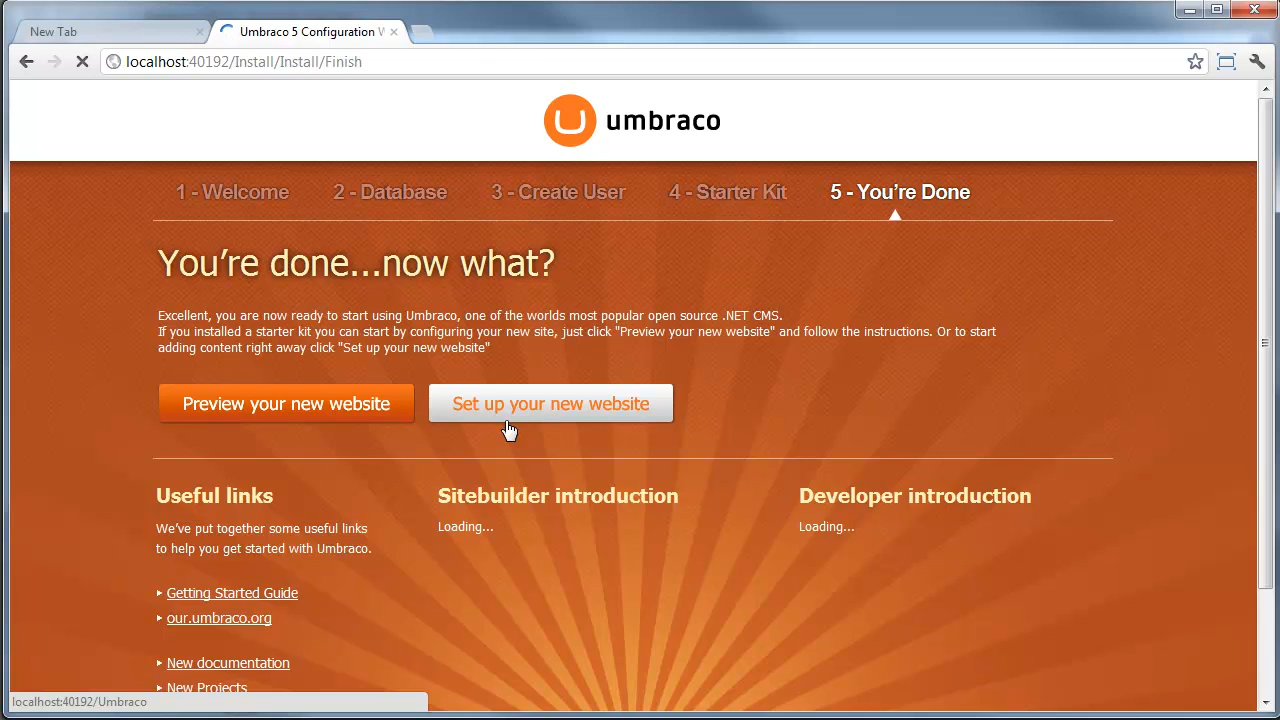 New Tab
Umbraco 5 Configuration W
localhost:40192/Install/Install/Finish
umbraco
1 - Welcome
2 - Database
3 - Create User
4 - Starter Kit
5 - You're Done
You're done...now what?
Excellent, you are now ready to start using Umbraco, one of the worlds most popular open source .NET CMS.
If you installed a starter kit you can start by configuring your new site, just click "Preview your new website" and follow the instructions. Or to start
adding content right away click "Set up your new website"
Preview your new website
Set up your new website
Useful links
We've put together some useful links
to help you get started with Umbraco.
Getting Started Guide
our.umbraco.org
New documentation
New Projects
Sitebuilder introduction
Loading...
Developer introduction
Loading...
localhost:40192/Umbraco